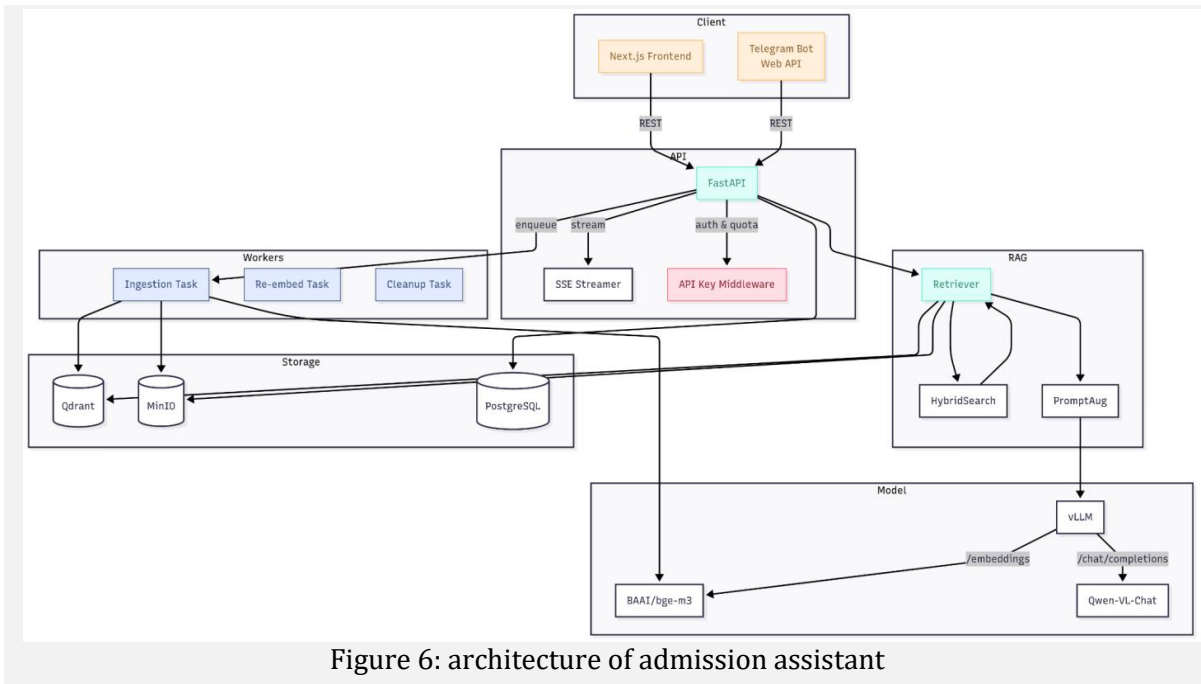 Client
Next.js Frontend
Telegram Bot
Web API
REST
REST
API
FastAPI
enqueue
stream
auth & quota
Workers
RAG
Ingestion Task
Re-embed Task
Cleanup Task
SSE Streamer
API Key Middleware
Retriever
Storage
Qdrant
MinIO
PostgreSQL
HybridSearch
PromptAug
Model
vLLM
/embeddings
/chat/completions
BAAI/bge-m3
Qwen-VL-Chat
Figure 6: architecture of admission assistant